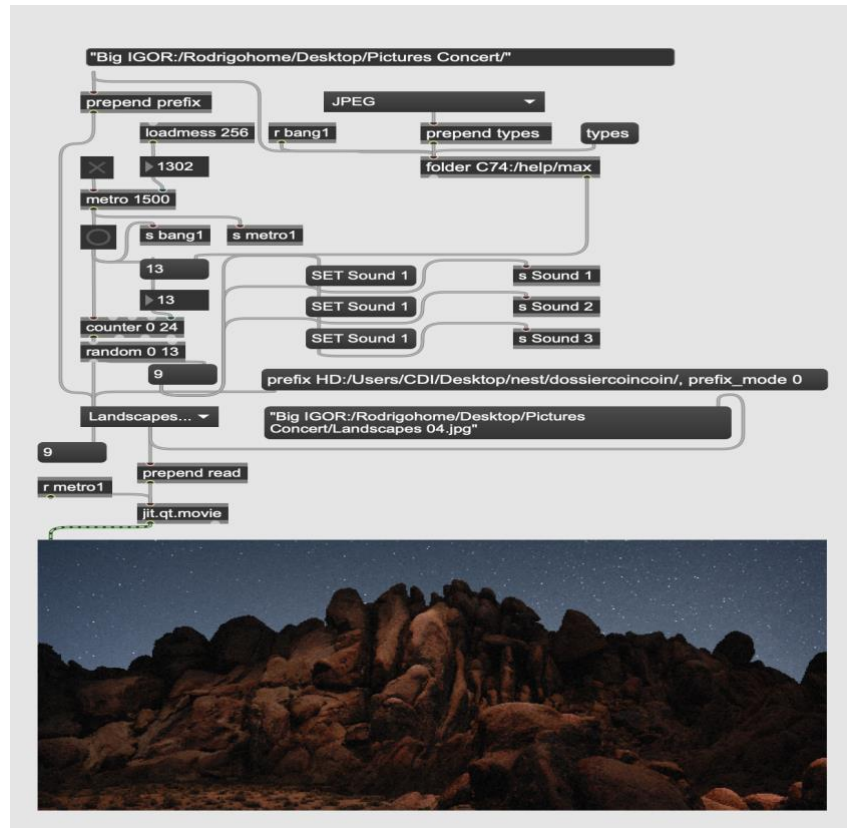 "Big IGOR:/Rodrigohome/Desktop/Pictures Concert/"
prepend prefix
JPEG
loadmess 256
r bang1
prepend types
types
1302
folder C74:/help/max
metro 1500
s bang1
s metro1
13
SET Sound 1
s Sound 1
13
SET Sound 1
s Sound 2
counter 0 24
SET Sound 1
s Sound 3
random 0 13
9
prefix HD:/Users/CDI/Desktop/nest/dossiercoincoin/, prefix_mode 0
Landscapes...
"Big IGOR:/Rodrigohome/Desktop/Pictures
Concert/Landscapes 04.jpg"
9
prepend read
r metro1
jit.qt.movie